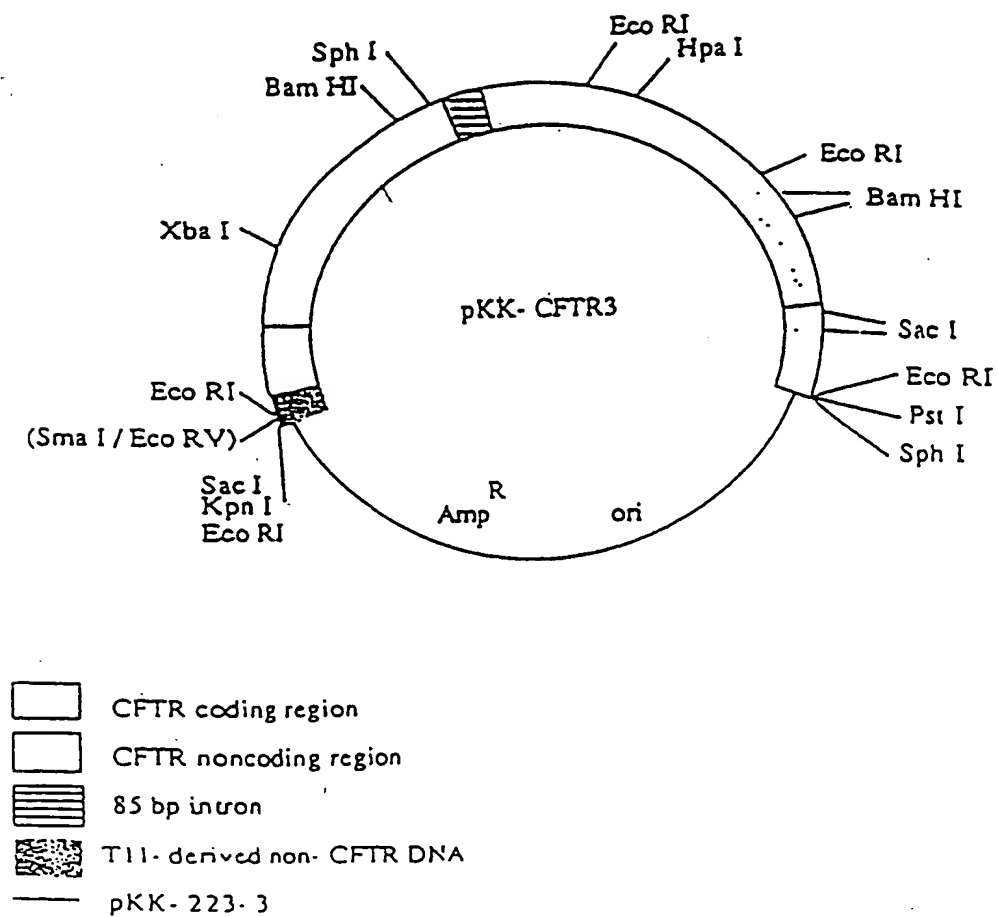 Eco RI
Hpa I
Sph I
Bam HI
Eco RI
Bam HI
Xba I
pKK- CFTR3
Sac I
Eco RI
Eco RI
Pst I
(Sma I / Eco RV)
Sph I
Sac I
Kpn I
Eco RI
Amp R
ori
CFTR coding region
CFTR noncoding region
85 bp intron
T11- derived non- CFTR DNA
pKK- 223- 3